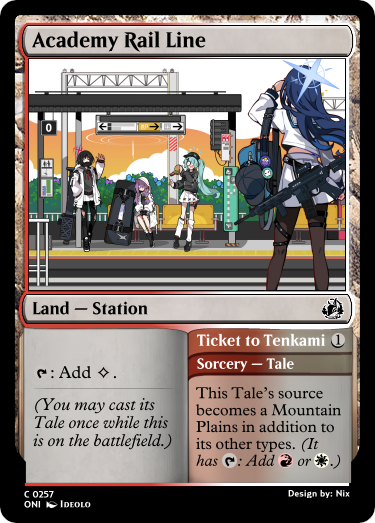 Academy Rail Line
0
Land — Station
: Add .
(You may cast its
Tale once while this
is on the battlefield.)
Ticket to Tenkami 1
Sorcery — Tale
This Tale's source
becomes a Mountain
Plains in addition to
its other types. (It
has : Add or .)
C 0257
ONI Ideolo
Design by: Nix